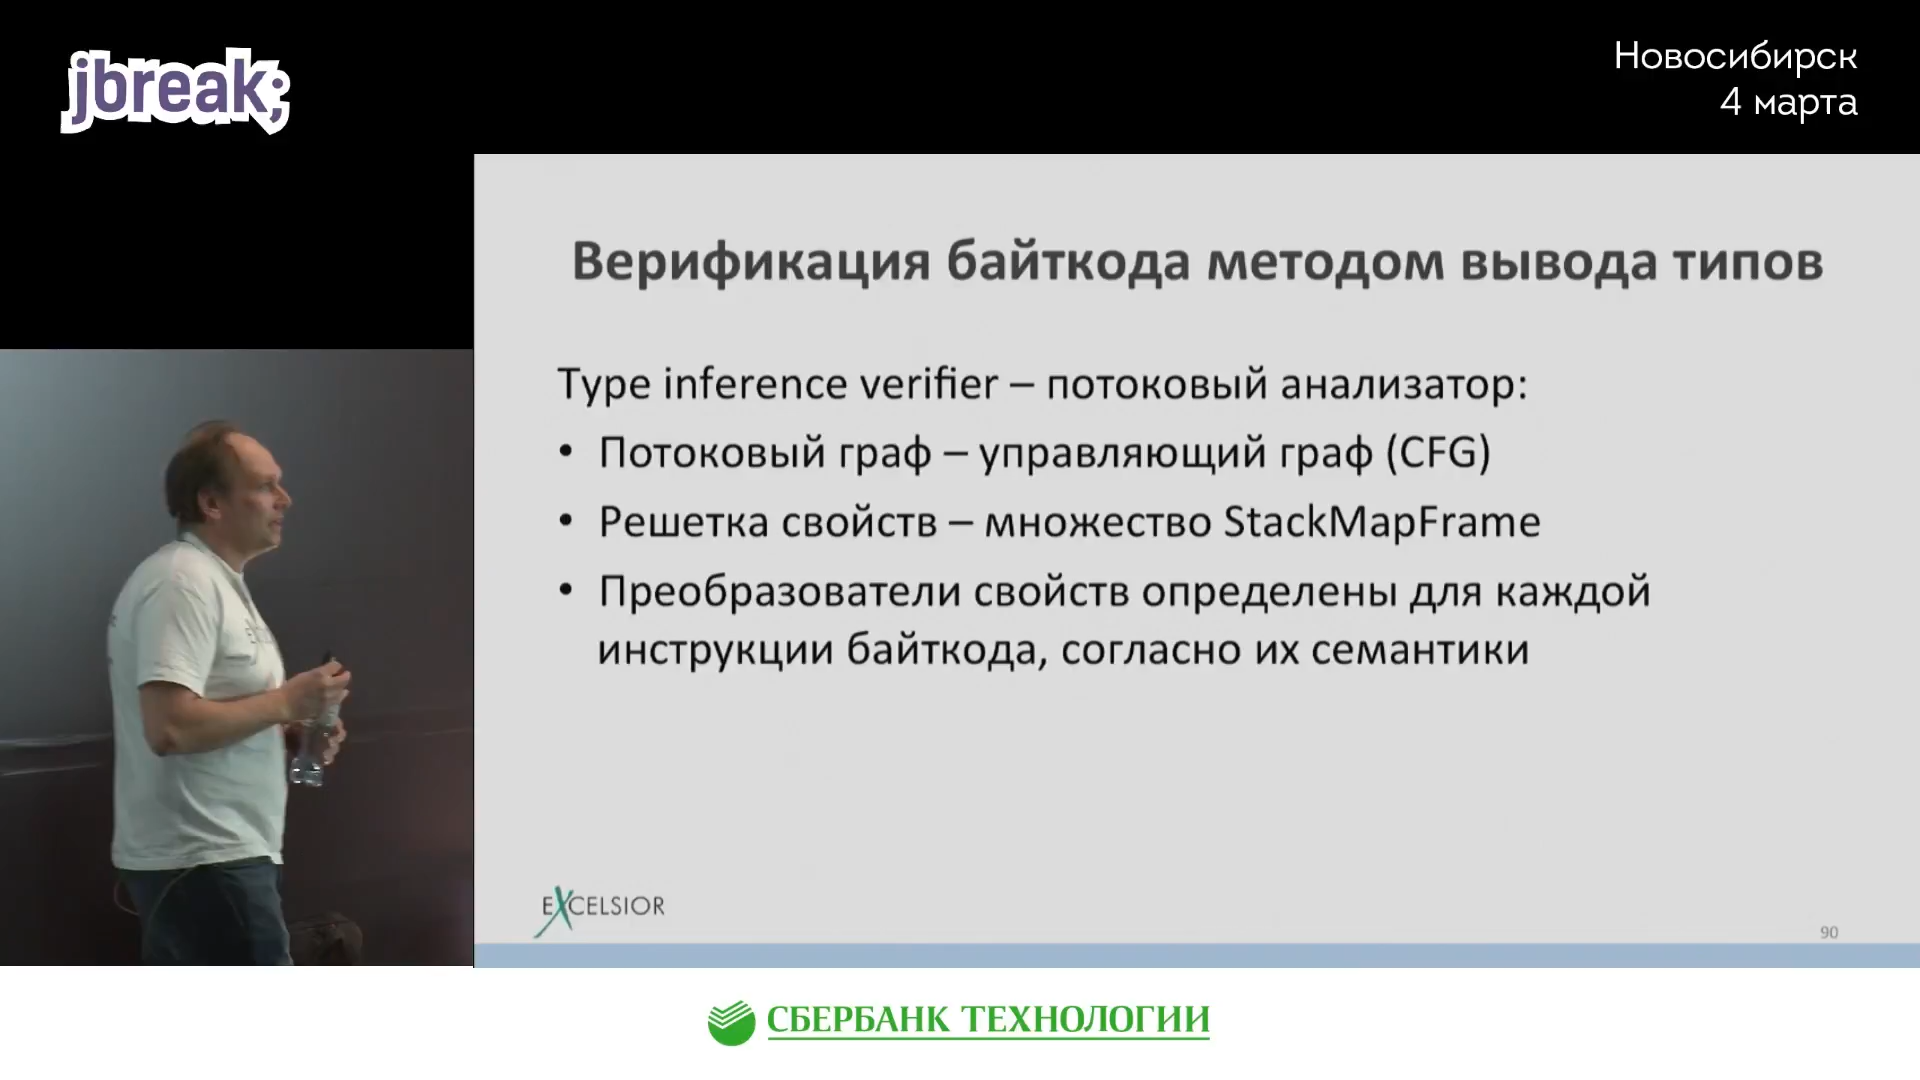 jbreak;
Новосибирск
4 марта
Верификация байткода методом вывода типов
Type inference verifier – потоковый анализатор:
• Потоковый граф – управляющий граф (CFG)
• Решетка свойств – множество StackMapFrame
• Преобразователи свойств определены для каждой
инструкции байткода, согласно их семантики
EXCELSIOR
90
СБЕРБАНК ТЕХНОЛОГИИ